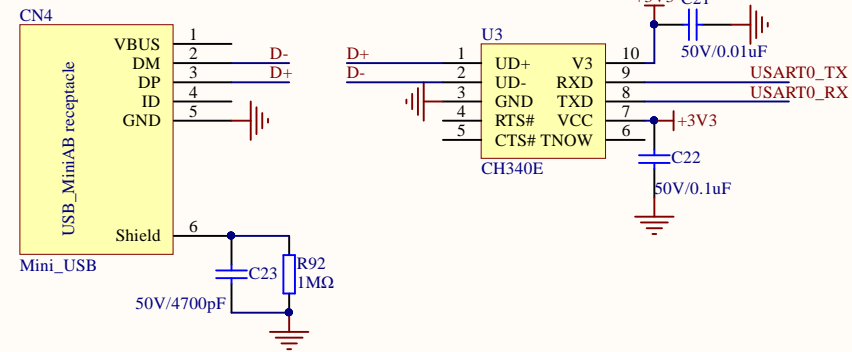 CN4
VBUS 1
DM 2 D-
DP 3 D+
ID 4
GND 5
USB_MiniAB receptacle
Shield 6
Mini_USB
C23
50V/4700pF
R92
1MΩ
U3
D+ 1 UD+ V3 10
D- 2 UD- RXD 9 USART0_TX
3 GND TXD 8 USART0_RX
4 RTS# VCC 7 +3V3
5 CTS# TNOW 6
CH340E
50V/0.01uF
C22
50V/0.1uF